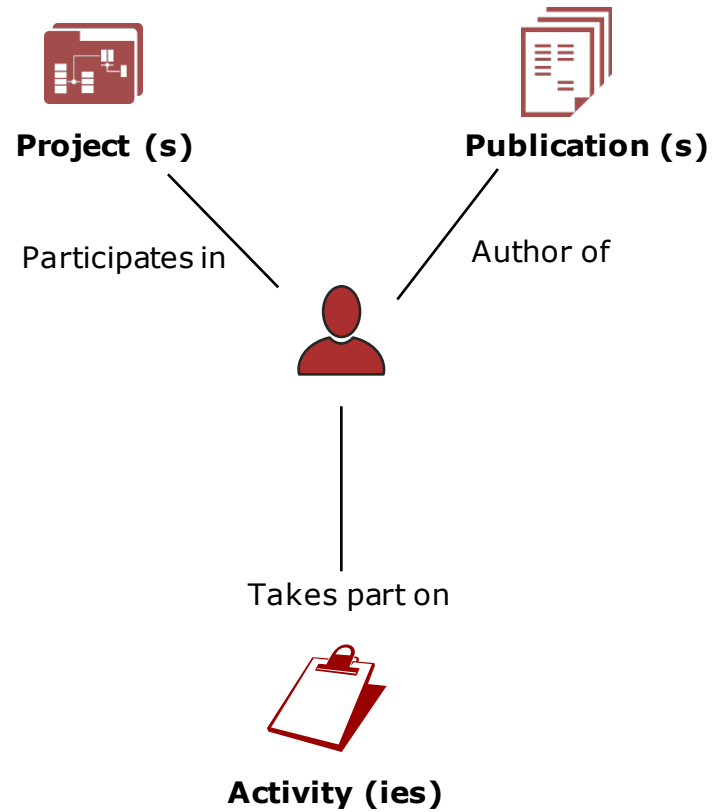 Project (s)
Publication (s)
Participates in
Author of
Takes part on
Activity (ies)